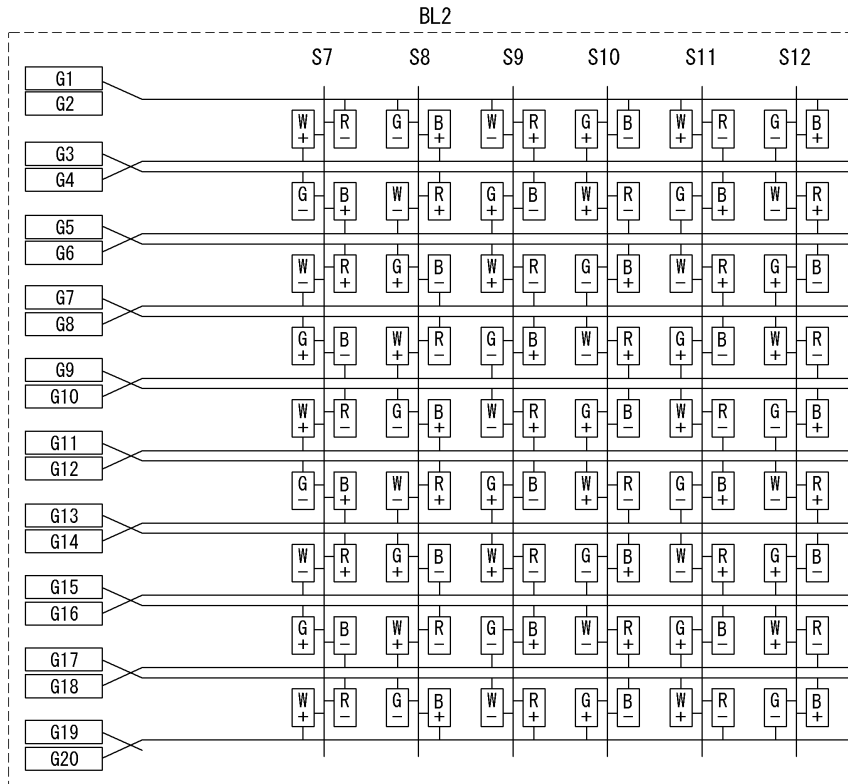 BL2
S7 S8 S9 S10 S11 S12
G1
G2
W R G B W R G B W R G B
+ - - + - + + - + - - +
G3
G4
G B W R G B W R G B W R
- + - + + - + - - + - +
G5
G6
W R G B W R G B W R G B
- + + - + - - + - + + -
G7
G8
G B W R G B W R G B W R
+ - + - - + - + + - + -
G9
G10
W R G B W R G B W R G B
+ - - + - + + - + - - +
G11
G12
G B W R G B W R G B W R
- + - + + - + - - + - +
G13
G14
W R G B W R G B W R G B
- + + - + - - + - + + -
G15
G16
G B W R G B W R G B W R
+ - + - - + - + + - + -
G17
G18
W R G B W R G B W R G B
+ - - + - + + - + - - +
G19
G20